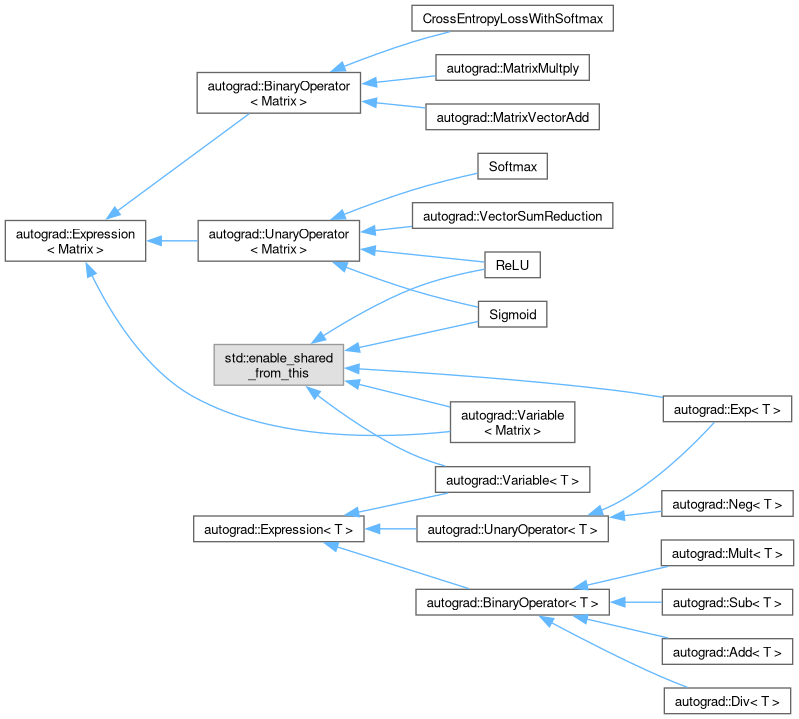 CrossEntropyLossWithSoftmax
autograd::BinaryOperator
< Matrix >
autograd::MatrixMultply
autograd::MatrixVectorAdd
Softmax
autograd::Expression
< Matrix >
autograd::UnaryOperator
< Matrix >
autograd::VectorSumReduction
ReLU
Sigmoid
std::enable_shared
_from_this
autograd::Variable
< Matrix >
autograd::Exp< T >
autograd::Variable< T >
autograd::Expression< T >
autograd::UnaryOperator< T >
autograd::Neg< T >
autograd::Mult< T >
autograd::BinaryOperator< T >
autograd::Sub< T >
autograd::Add< T >
autograd::Div< T >